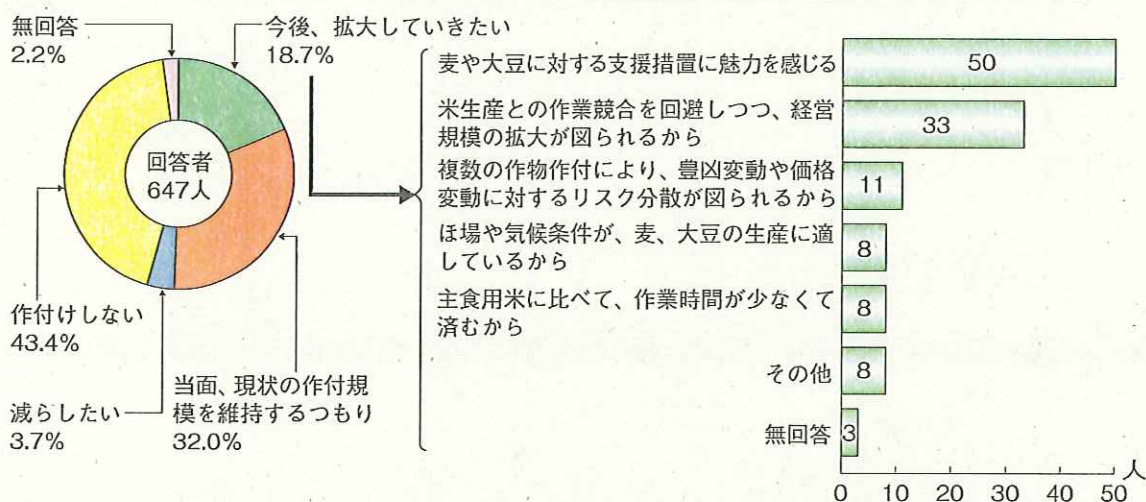 無回答
2.2%
今後、拡大していきたい
18.7%
回答者
647人
作付けしない
43.4%
減らしたい
3.7%
当面、現状の作付規
模を維持するつもり
32.0%
麦や大豆に対する支援措置に魅力を感じる
50
米生産との作業競合を回避しつつ、経営
規模の拡大が図られるから
33
複数の作物作付により、豊凶変動や価格
変動に対するリスク分散が図られるから
11
ほ場や気候条件が、麦、大豆の生産に適
しているから
8
主食用米に比べて、作業時間が少なくて
済むから
8
その他
8
無回答
3
0 10 20 30 40 50
人